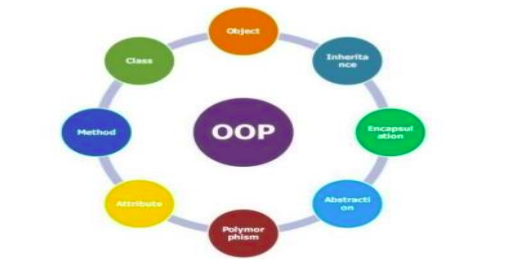 Object
Class
Inherita
nce
Method
OOP
Encapsul
ation
Attribute
Abstracti
on
Polymor
phism